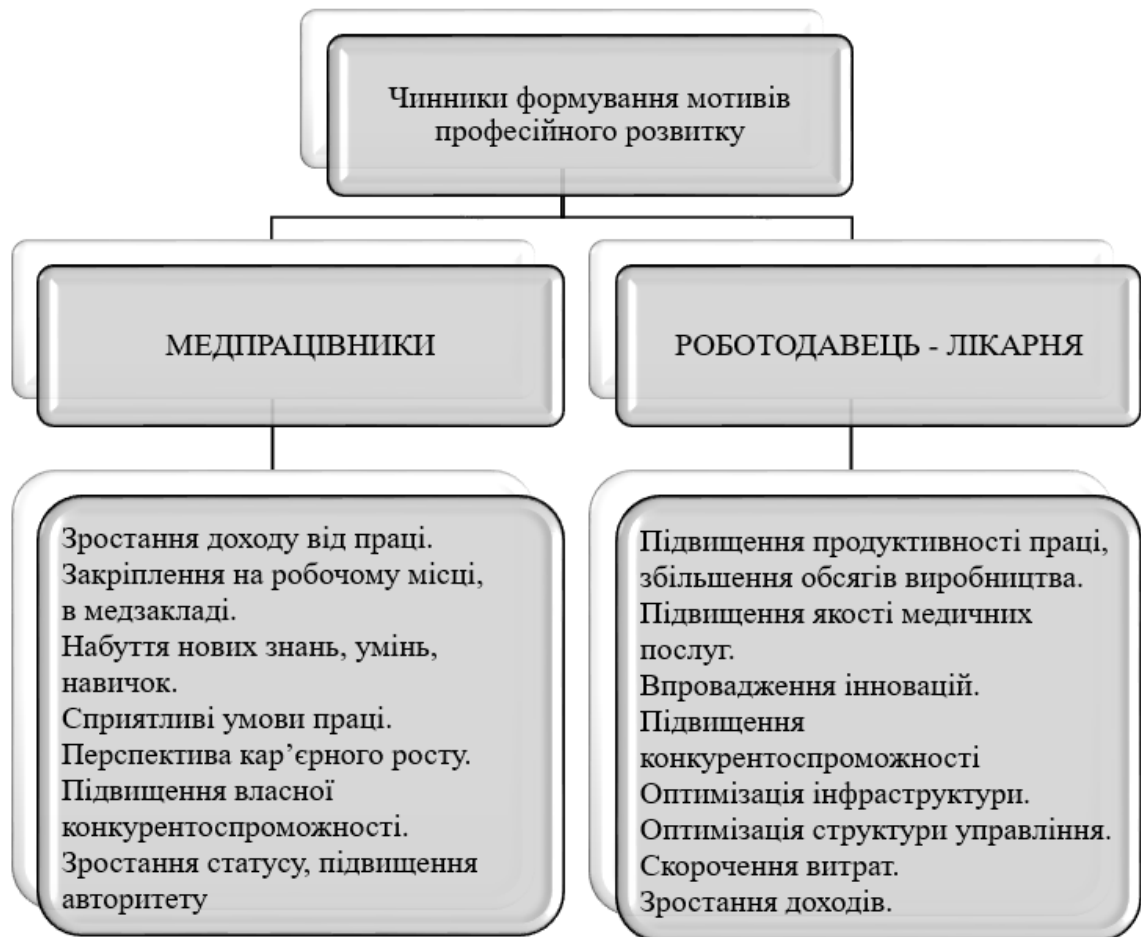 Чинники формування мотивів
професійного розвитку
МЕДПРАЦІВНИКИ
РОБОТОДАВЕЦЬ - ЛІКАРНЯ
Зростання доходу від праці.
Закріплення на робочому місці,
в медзакладі.
Набуття нових знань, умінь,
навичок.
Сприятливі умови праці.
Перспектива кар’єрного росту.
Підвищення власної
конкурентоспроможності.
Зростання статусу, підвищення
авторитету
Підвищення продуктивності праці,
збільшення обсягів виробництва.
Підвищення якості медичних
послуг.
Впровадження інновацій.
Підвищення
конкурентоспроможності
Оптимізація інфраструктури.
Оптимізація структури управління.
Скорочення витрат.
Зростання доходів.